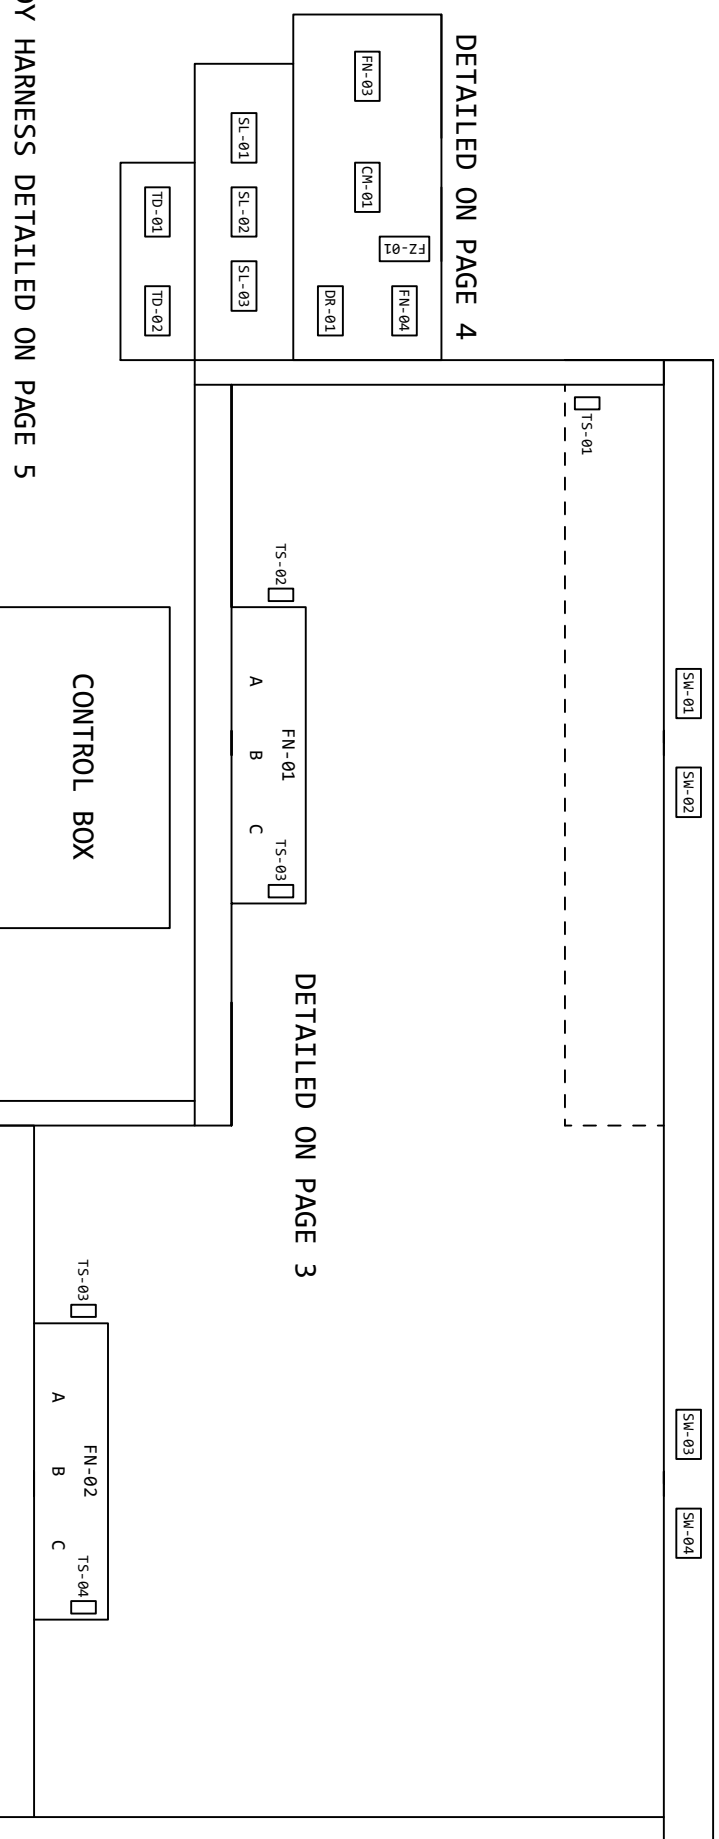 DETAILED ON PAGE 4
FN-03
CM-01
FZ-01
FN-04
DR-01
SL-01
SL-02
SL-03
TD-01
TD-02
HARNESS DETAILED ON PAGE 5
TS-01
SW-01
SW-02
SW-03
SW-04
TS-02
FN-01
A B C
TS-03
CONTROL BOX
DETAILED ON PAGE 3
TS-03
FN-02
A B C
TS-04